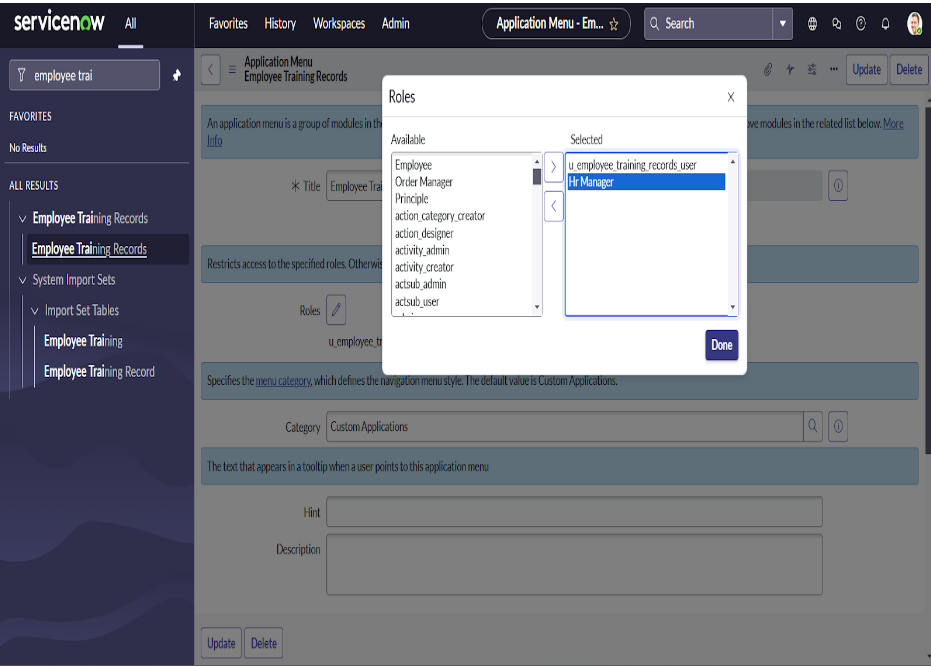 servicenow All Favorites History Workspaces Admin Application Menu - Em... Search
employee trai
FAVORITES
No Results
ALL RESULTS
Employee Training Records
Employee Training Records
System Import Sets
Import Set Tables
Employee Training
Employee Training Record
Application Menu
Employee Training Records
Update Delete
An application menu is a group of modules in th
ove modules in the related list below. More
Info
Title Employee Trai
Restricts access to the specified roles. Otherwis
Roles
u_employee_tr
Roles X
Available Selected
Employee
Order Manager
Principle
action_category_creator
action_designer
activity_admin
activity_creator
actsub_admin
actsub_user
u_employee_training_records_user
Hr Manager
Done
Specifies the menu category, which defines the navigation menu style. The default value is Custom Applications.
Category Custom Applications
The text that appears in a tooltip when a user points to this application menu
Hint
Description
Update Delete